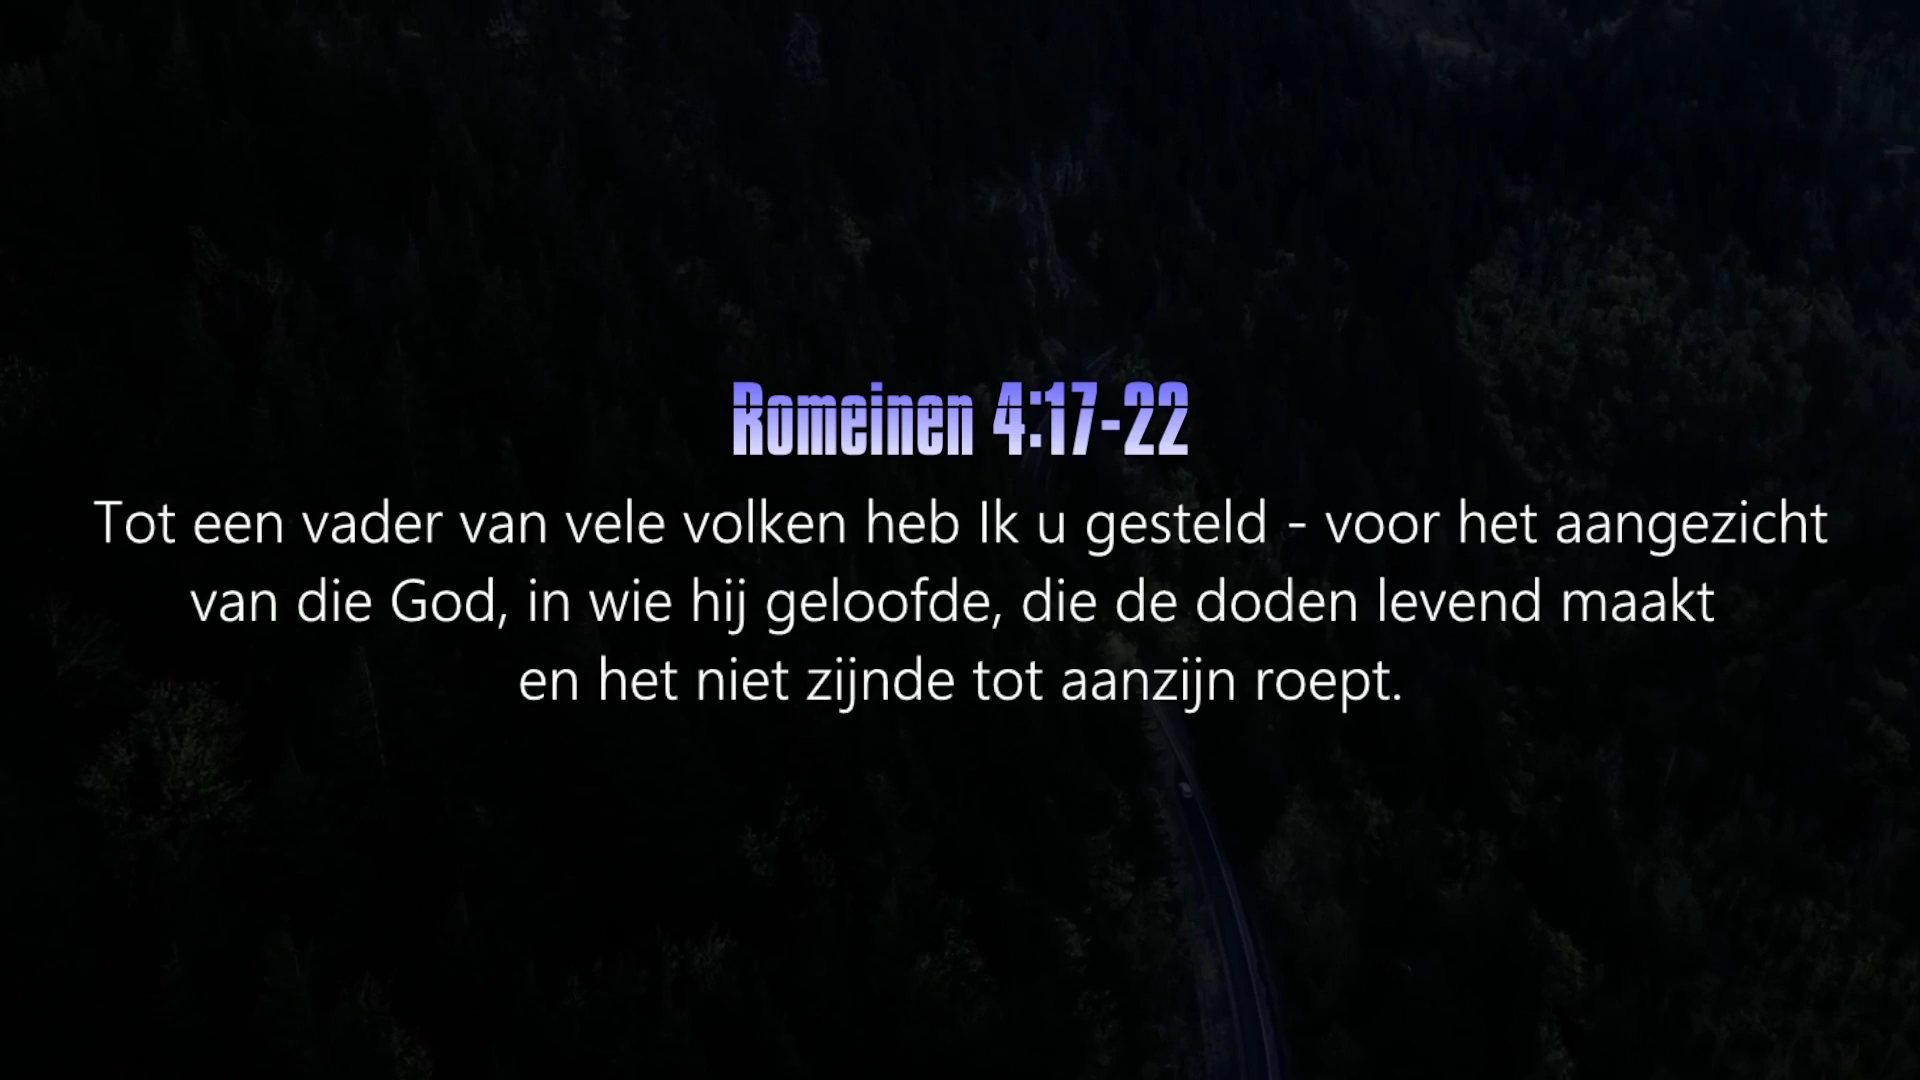 Romeinen 4:17-22
Tot een vader van vele volken heb Ik u gesteld - voor het aangezicht
van die God, in wie hij geloofde, die de doden levend maakt
en het niet zijnde tot aanzijn roept.